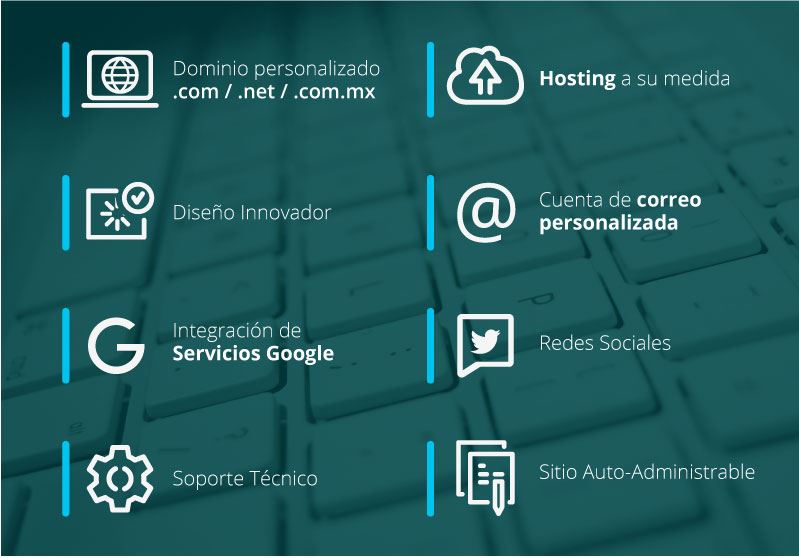 Dominio personalizado
.com / .net / .com.mx
Hosting a su medida
Diseño Innovador
Cuenta de correo
personalizada
Integración de
Servicios Google
Redes Sociales
Soporte Técnico
Sitio Auto-Administrable